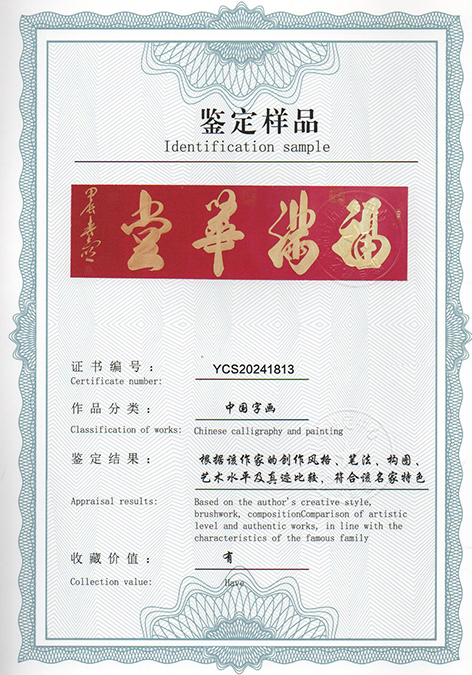 鉴定样品
Identification sample
福满华堂
证书编号：
YCS20241813
Certificate number:
作品分类：
中国字画
Classification of works:
Chinese calligraphy and painting
鉴定结果：
根据该作家的创作风格、笔法、构图、
艺术水平及真迹比较，符合该名家特色
Appraisal results:
Based on the author's creative style,
brushwork, compositionComparison of artistic
level and authentic works, in line with the
characteristics of the famous family
收藏价值：
有
Collection value:
Have